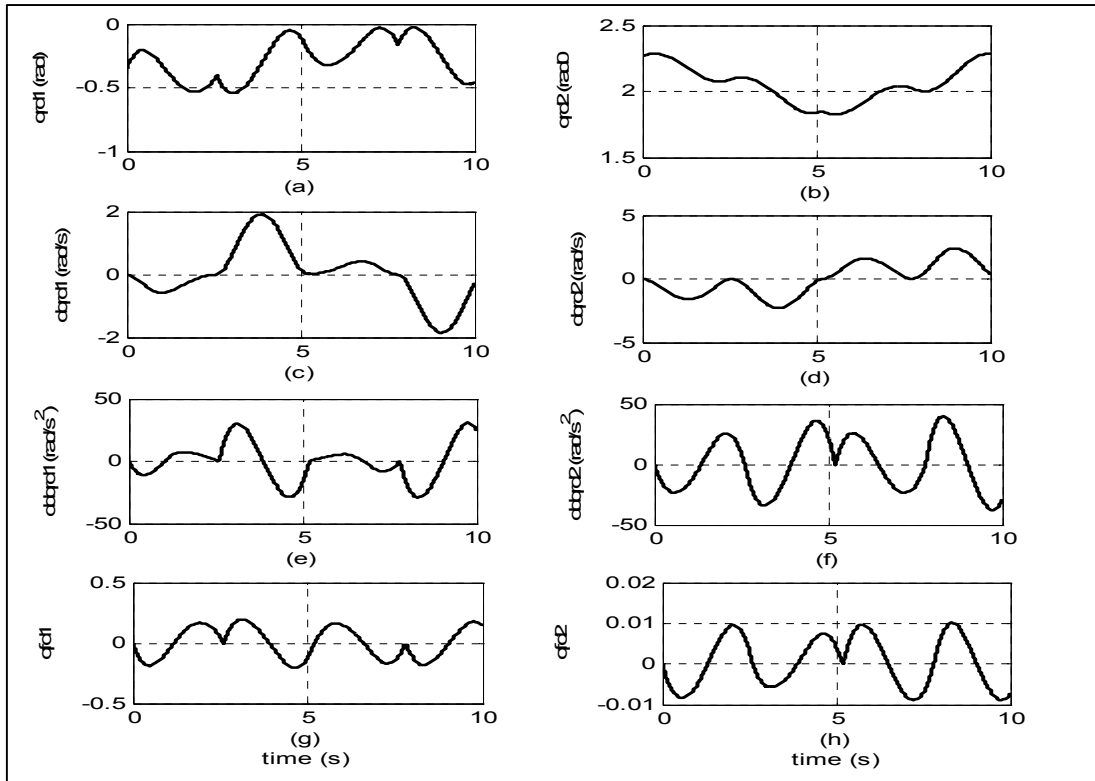 0
-0.5
-1
qrd1 (rad)
0
5
10
(a)
2.5
2
1.5
qrd2 (rad0
0
5
10
(b)
2
0
-2
dqrd1 (rad/s)
0
5
10
(c)
5
0
-5
dqrd2 (rad/s)
0
5
10
(d)
50
0
-50
ddqrd1 (rad/s²)
0
5
10
(e)
50
0
-50
ddqrd2 (rad/s²)
0
5
10
(f)
0.5
0
-0.5
qfd1
0
5
10
(g)
time (s)
0.02
0.01
0
-0.01
qfd2
0
5
10
(h)
time (s)